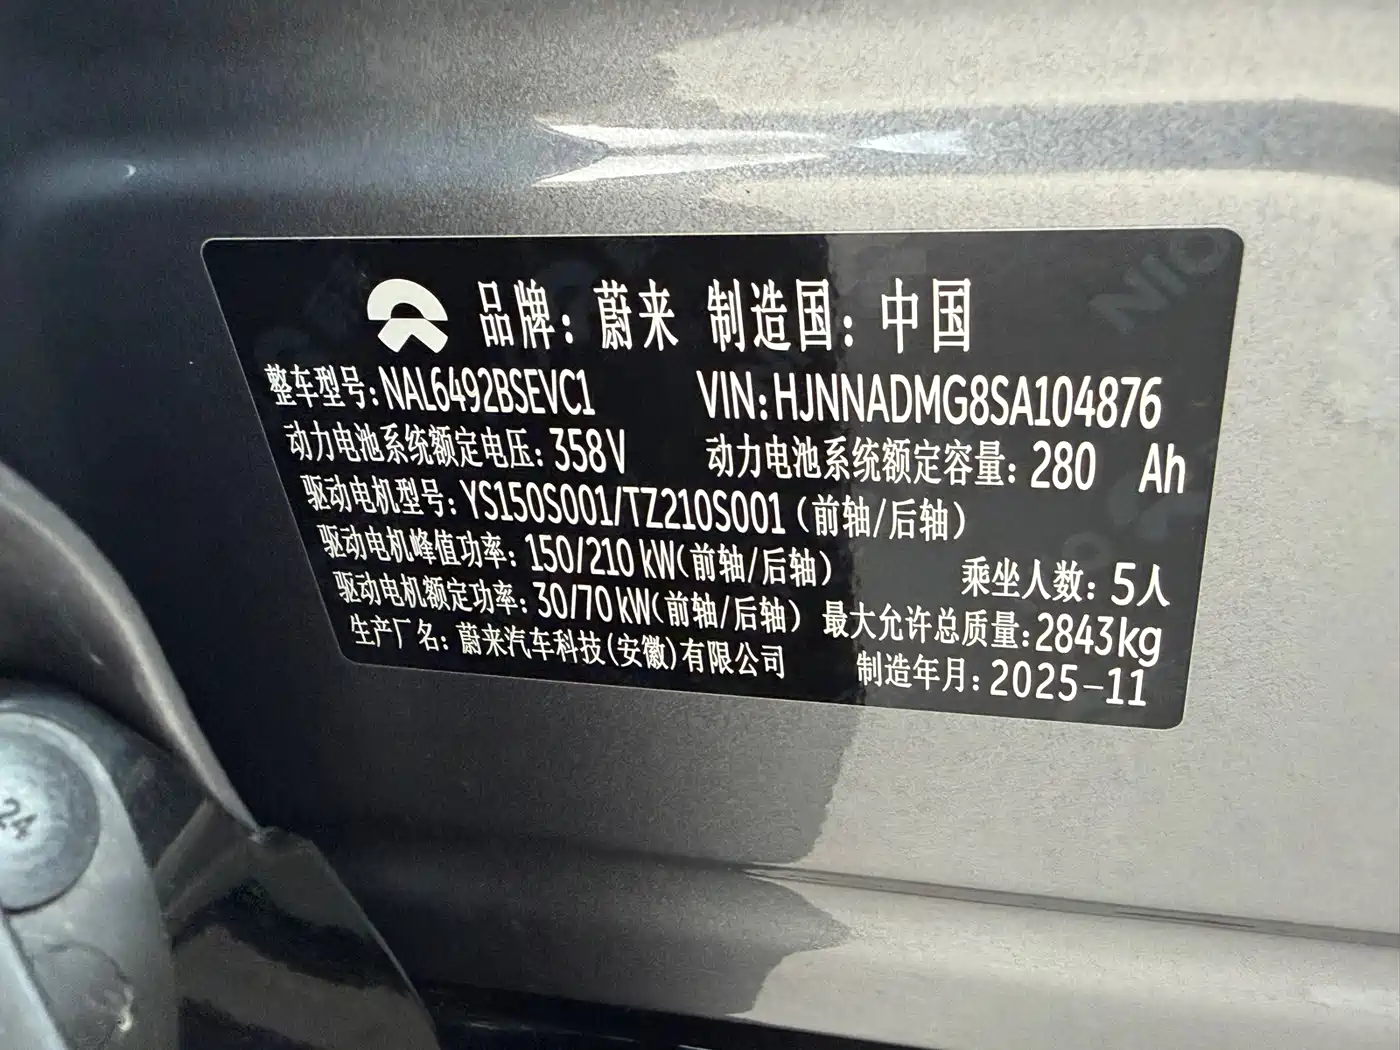 品牌：蔚来 制造国：中国
整车型号：NAL6492BSEVC1 VIN：HJNNADMG8SA104876
动力电池系统额定电压：358V 动力电池系统额定容量：280 Ah
驱动电机型号：YS150S001/TZ210S001（前轴/后轴）
驱动电机峰值功率：150/210 kW（前轴/后轴） 乘坐人数：5人
驱动电机额定功率：30/70 kW（前轴/后轴） 最大允许总质量：2843kg
生产厂名：蔚来汽车科技（安徽）有限公司 制造年月：2025-11
NIO
24